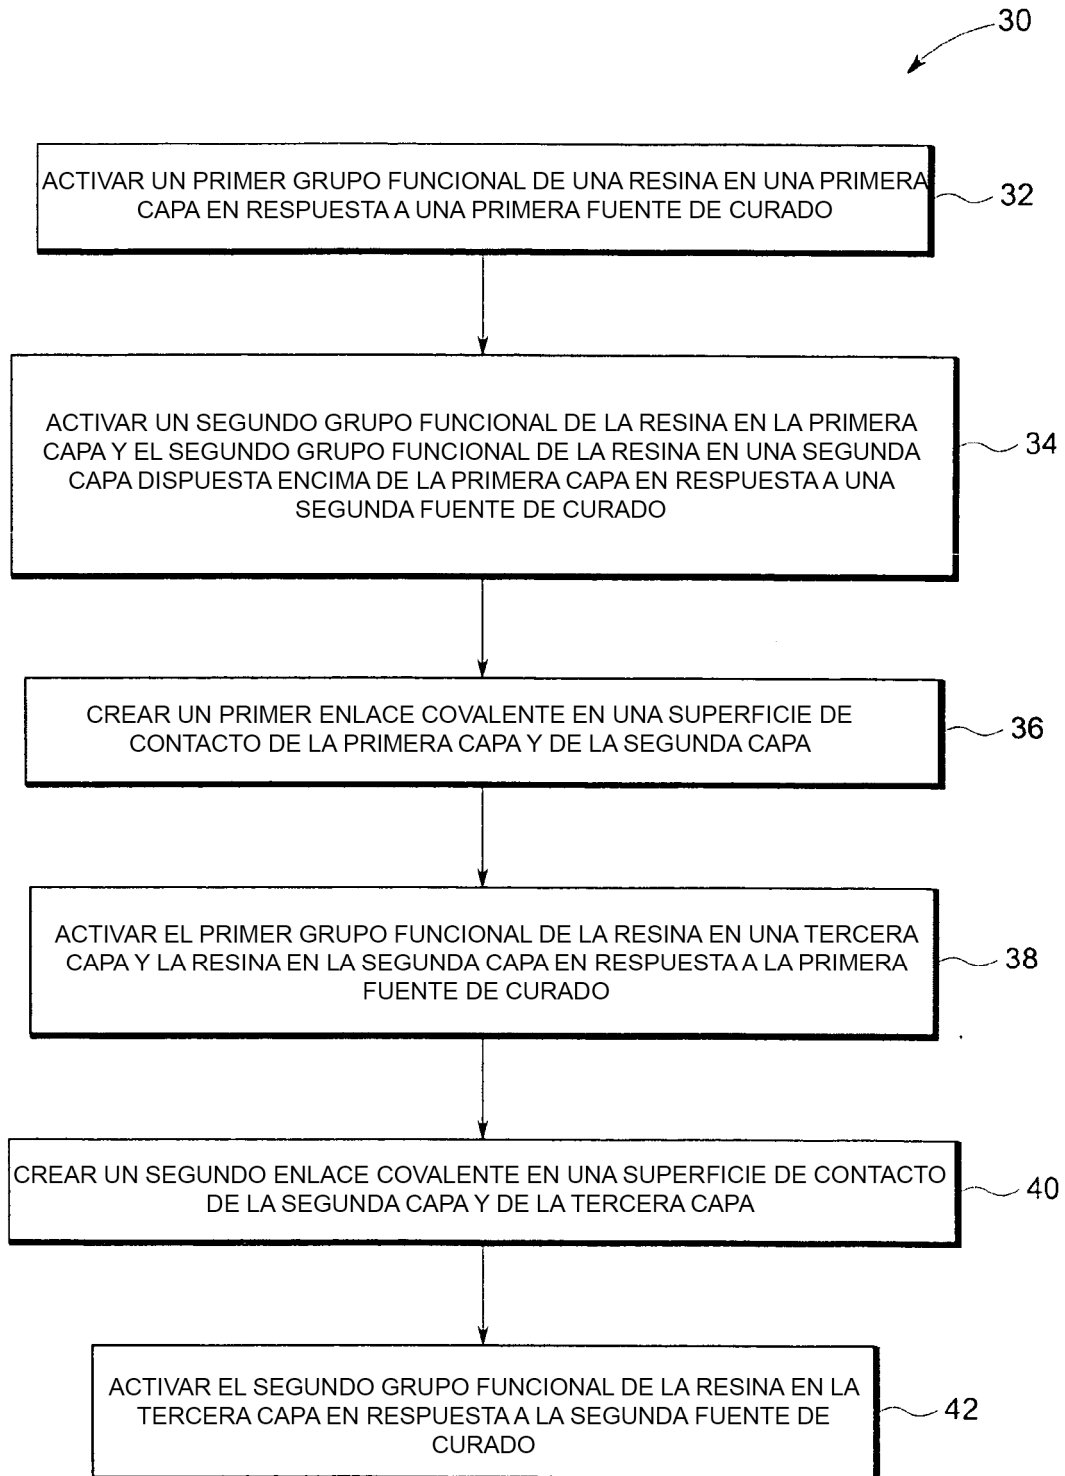 30
ACTIVAR UN PRIMER GRUPO FUNCIONAL DE UNA RESINA EN UNA PRIMERA
CAPA EN RESPUESTA A UNA PRIMERA FUENTE DE CURADO
32
ACTIVAR UN SEGUNDO GRUPO FUNCIONAL DE LA RESINA EN LA PRIMERA
CAPA Y EL SEGUNDO GRUPO FUNCIONAL DE LA RESINA EN UNA SEGUNDA
CAPA DISPUESTA ENCIMA DE LA PRIMERA CAPA EN RESPUESTA A UNA
SEGUNDA FUENTE DE CURADO
34
CREAR UN PRIMER ENLACE COVALENTE EN UNA SUPERFICIE DE
CONTACTO DE LA PRIMERA CAPA Y DE LA SEGUNDA CAPA
36
ACTIVAR EL PRIMER GRUPO FUNCIONAL DE LA RESINA EN UNA TERCERA
CAPA Y LA RESINA EN LA SEGUNDA CAPA EN RESPUESTA A LA PRIMERA
FUENTE DE CURADO
38
CREAR UN SEGUNDO ENLACE COVALENTE EN UNA SUPERFICIE DE CONTACTO
DE LA SEGUNDA CAPA Y DE LA TERCERA CAPA
40
ACTIVAR EL SEGUNDO GRUPO FUNCIONAL DE LA RESINA EN LA
TERCERA CAPA EN RESPUESTA A LA SEGUNDA FUENTE DE
CURADO
42